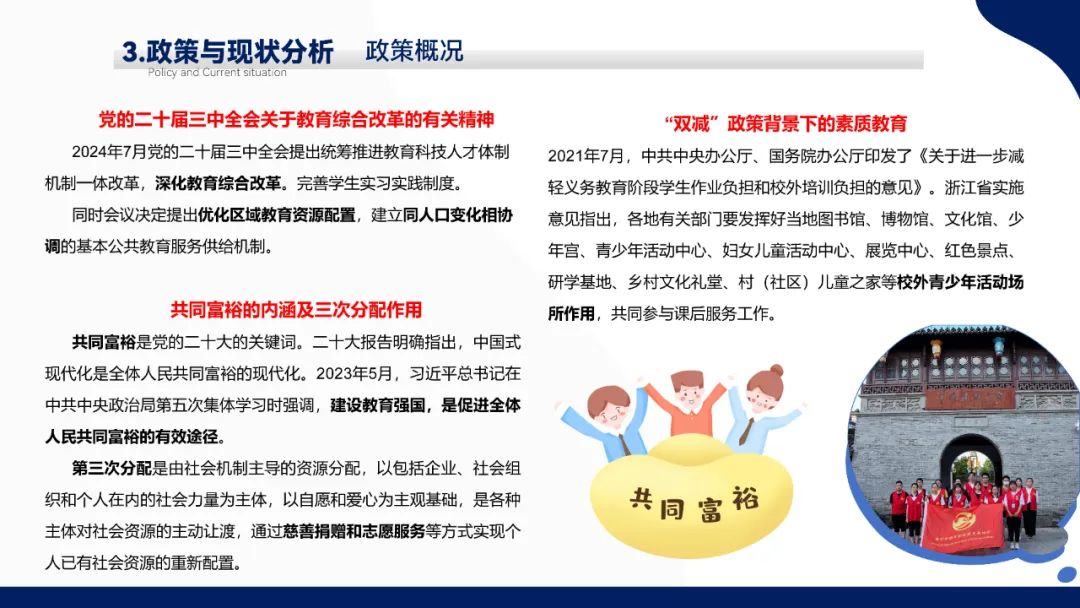 3.政策与现状分析 政策概况
Policy and Current situation
党的二十届三中全会关于教育综合改革的有关精神
2024年7月党的二十届三中全会提出统筹推进教育科技人才体制
机制一体改革，深化教育综合改革。完善学生实习实践制度。
同时会议决定提出优化区域教育资源配置，建立同人口变化相协
调的基本公共教育服务供给机制。
共同富裕的内涵及三次分配作用
共同富裕是党的二十大的关键词。二十大报告明确指出，中国式
现代化是全体人民共同富裕的现代化。2023年5月，习近平总书记在
中共中央政治局第五次集体学习时强调，建设教育强国，是促进全体
人民共同富裕的有效途径。
第三次分配是由社会机制主导的资源分配，以包括企业、社会组
织和个人在内的社会力量为主体，以自愿和爱心为主观基础，是各种
主体对社会资源的主动让渡，通过慈善捐赠和志愿服务等方式实现个
人已有社会资源的重新配置。
“双减”政策背景下的素质教育
2021年7月，中共中央办公厅、国务院办公厅印发了《关于进一步减
轻义务教育阶段学生作业负担和校外培训负担的意见》。浙江省实施
意见指出，各地有关部门要发挥好当地图书馆、博物馆、文化馆、少
年宫、青少年活动中心、妇女儿童活动中心、展览中心、红色景点、
研学基地、乡村文化礼堂、村（社区）儿童之家等校外青少年活动场
所作用，共同参与课后服务工作。
共同富裕